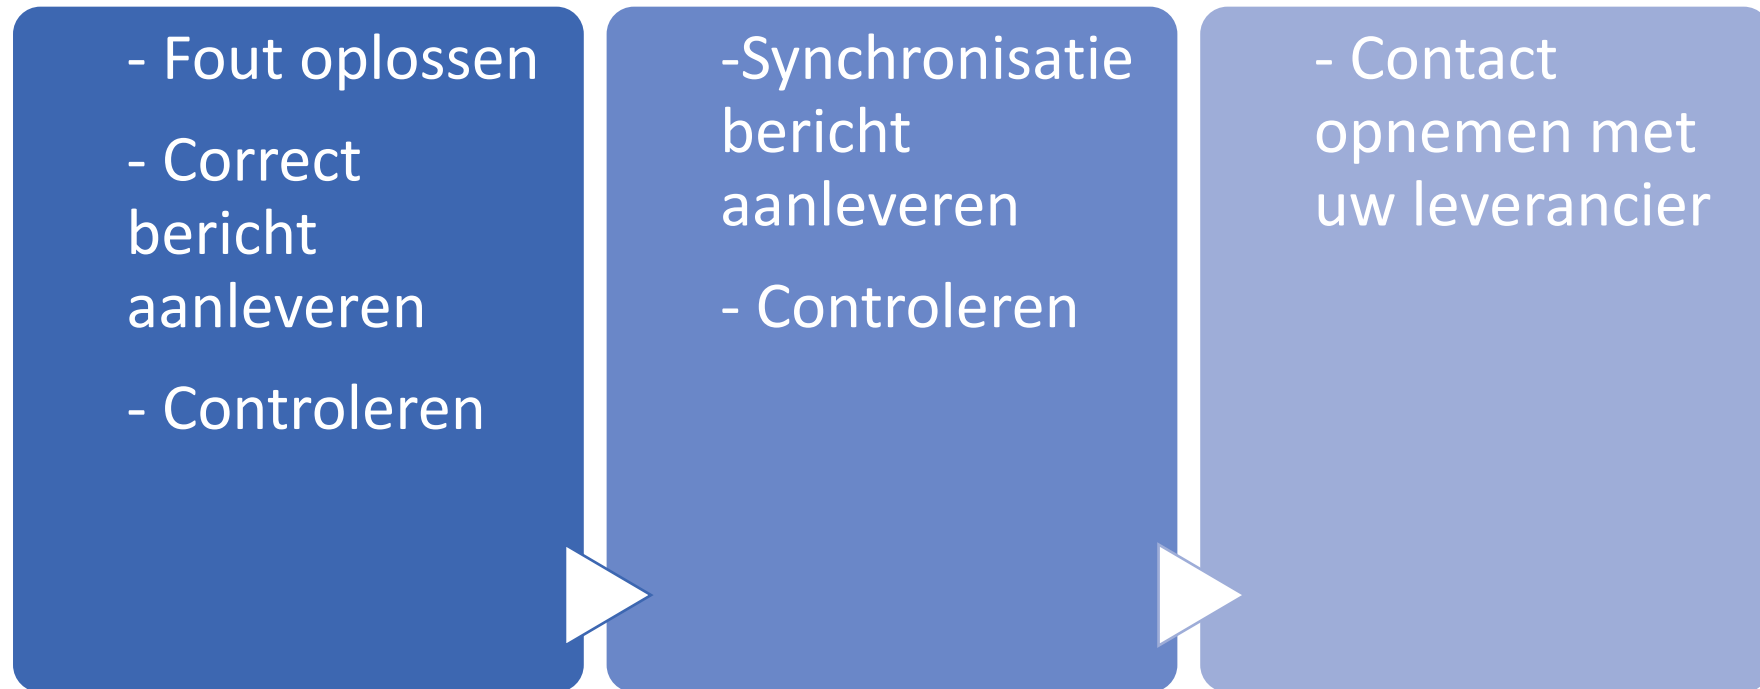 - Fout oplossen
- Correct
bericht
aanleveren
- Controleren
-Synchronisatie
bericht
aanleveren
- Controleren
- Contact
opnemen met
uw leverancier